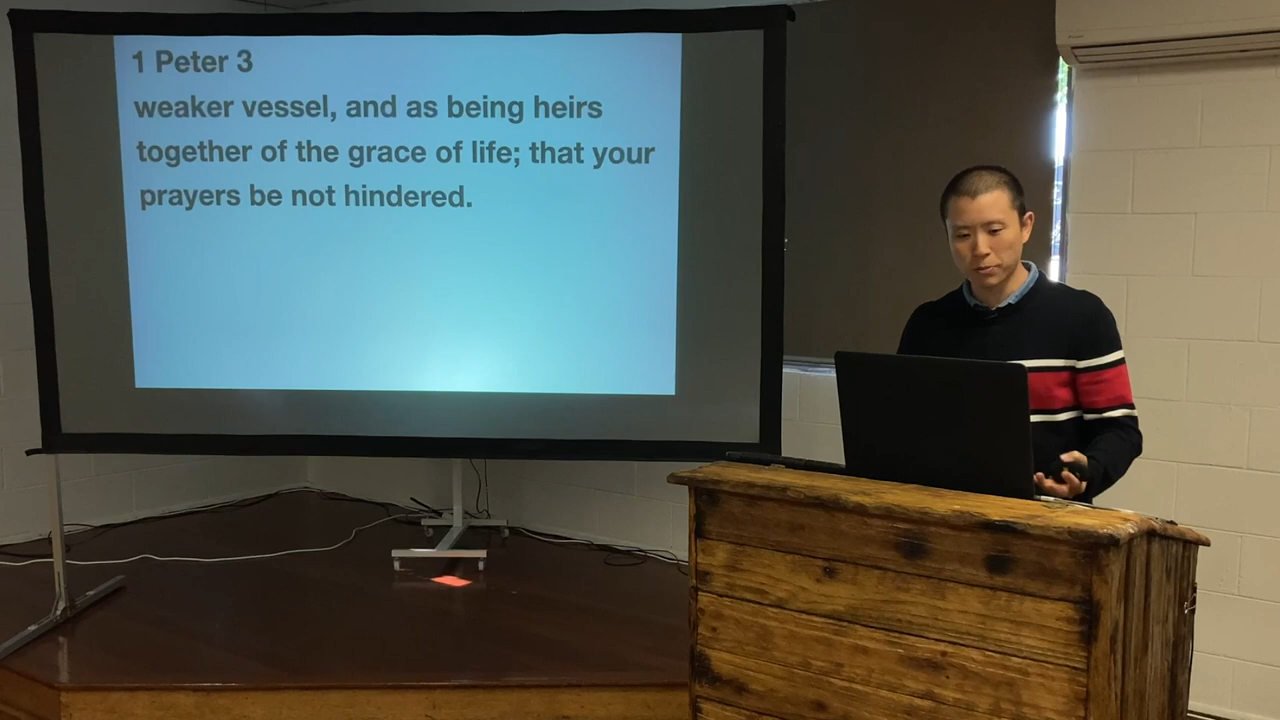 1 Peter 3
weaker vessel, and as being heirs
together of the grace of life; that your
prayers be not hindered.